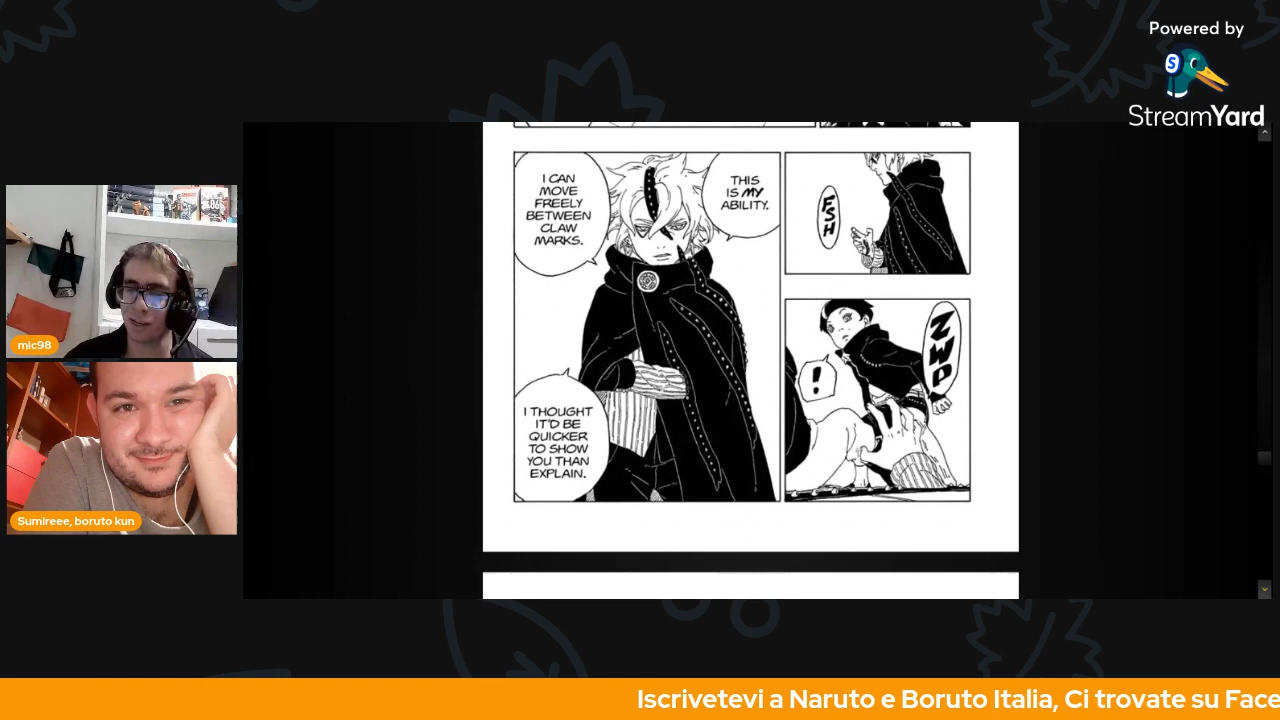 Powered by
S
StreamYard
I CAN
MOVE
FREELY
BETWEEN
CLAW
MARKS.
THIS
IS MY
ABILITY.
FSH
I THOUGHT
IT'D BE
QUICKER
TO SHOW
YOU THAN
EXPLAIN.
!
ZWP
86
mic98
Sumireee, boruto kun
Iscrivetevi a Naruto e Boruto Italia, Ci trovate su Face